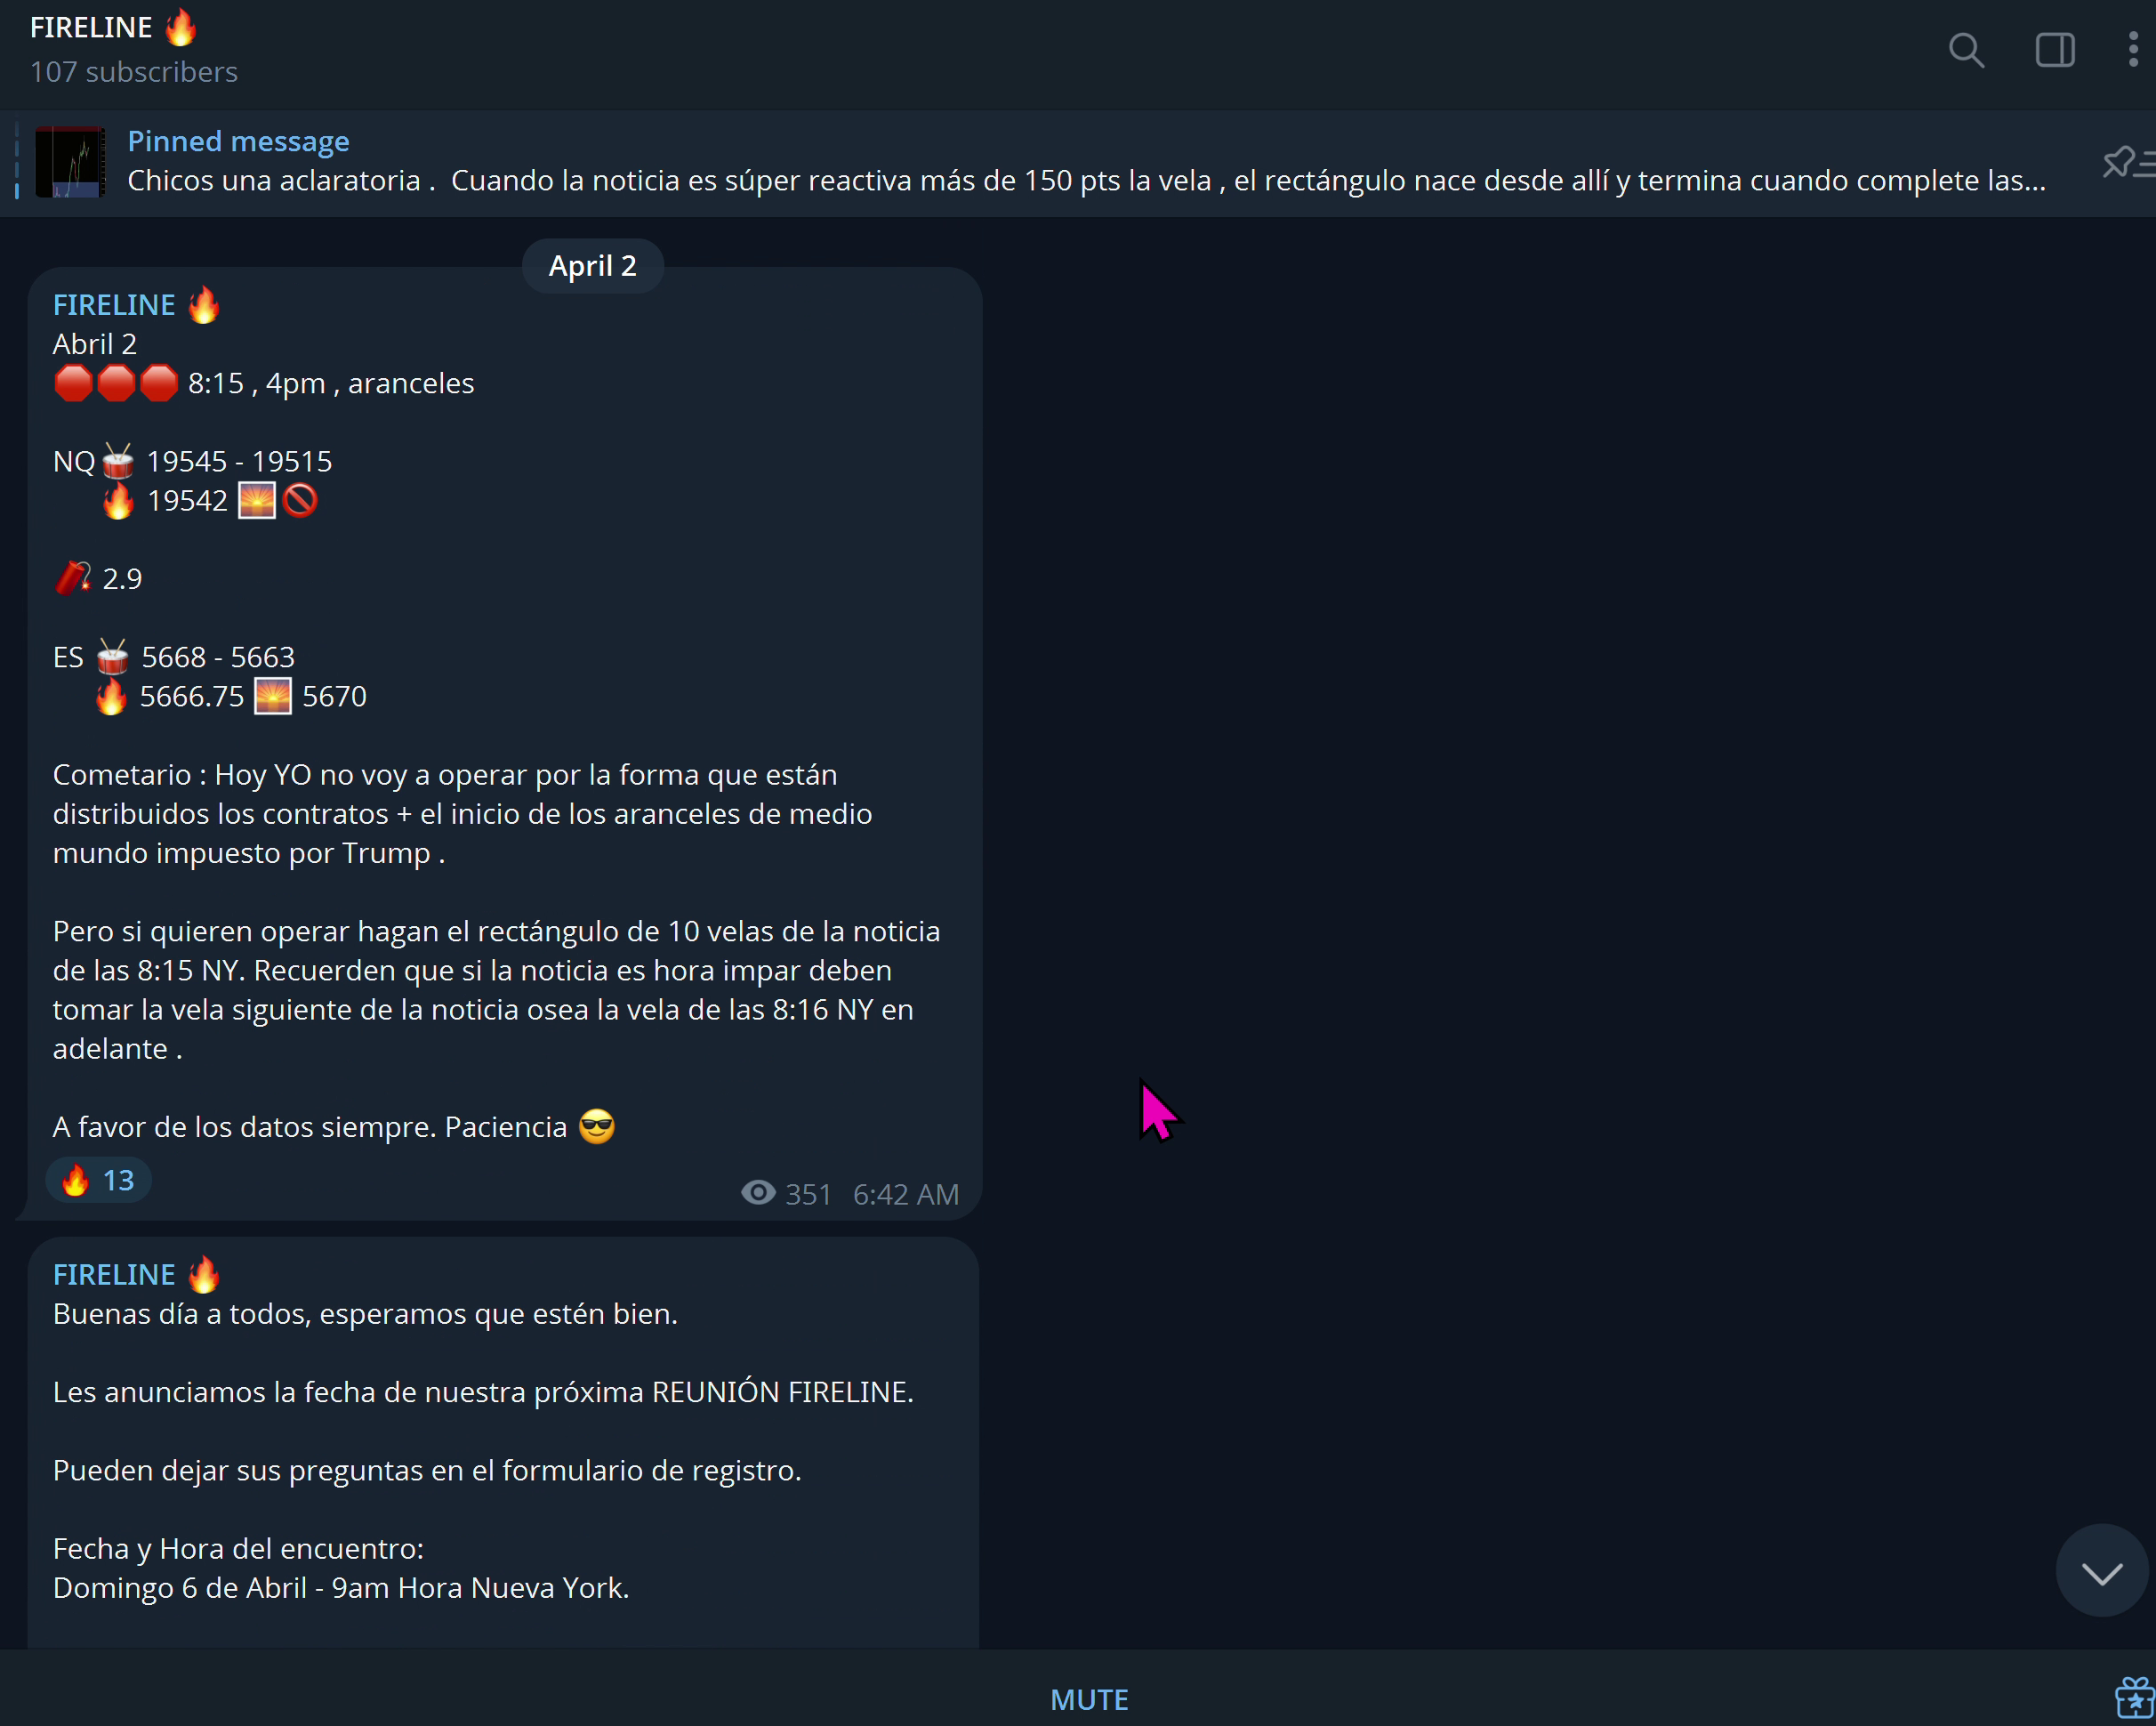 FIRELINE 🔥
107 subscribers
Pinned message
Chicos una aclaratoria .  Cuando la noticia es súper reactiva más de 150 pts la vela , el rectángulo nace desde allí y termina cuando complete las...
April 2
FIRELINE 🔥
Abril 2
🛑🛑🛑 8:15 , 4pm , aranceles
NQ🥁 19545 - 19515
🔥 19542 🌅🚫
🧨 2.9
ES 🥁 5668 - 5663
🔥 5666.75 🌅 5670
Cometario : Hoy YO no voy a operar por la forma que están
distribuidos los contratos + el inicio de los aranceles de medio
mundo impuesto por Trump .
Pero si quieren operar hagan el rectángulo de 10 velas de la noticia
de las 8:15 NY. Recuerden que si la noticia es hora impar deben
tomar la vela siguiente de la noticia osea la vela de las 8:16 NY en
adelante .
A favor de los datos siempre. Paciencia 😎
🔥 13
351 6:42 AM
FIRELINE 🔥
Buenas día a todos, esperamos que estén bien.
Les anunciamos la fecha de nuestra próxima REUNIÓN FIRELINE.
Pueden dejar sus preguntas en el formulario de registro.
Fecha y Hora del encuentro:
Domingo 6 de Abril - 9am Hora Nueva York.
MUTE